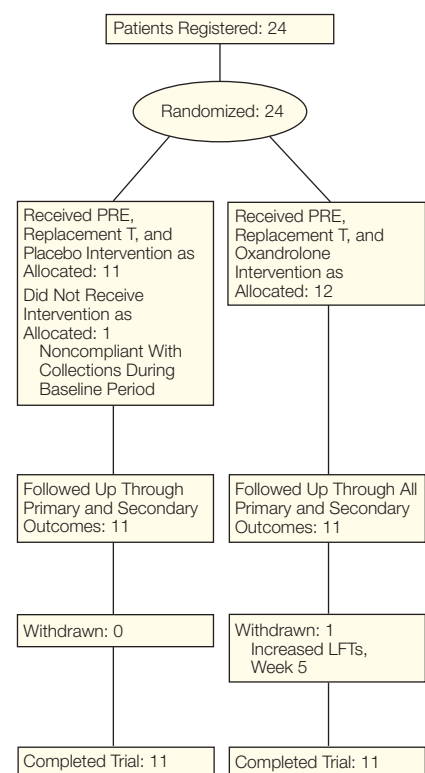 Patients Registered: 24
Randomized: 24
Received PRE,
Replacement T, and
Placebo Intervention as
Allocated: 11
Did Not Receive
Intervention as
Allocated: 1
Noncompliant With
Collections During
Baseline Period
Received PRE,
Replacement T, and
Oxandrolone
Intervention as
Allocated: 12
Followed Up Through
Primary and Secondary
Outcomes: 11
Followed Up Through All
Primary and Secondary
Outcomes: 11
Withdrawn: 0
Withdrawn: 1
Increased LFTs,
Week 5
Completed Trial: 11
Completed Trial: 11